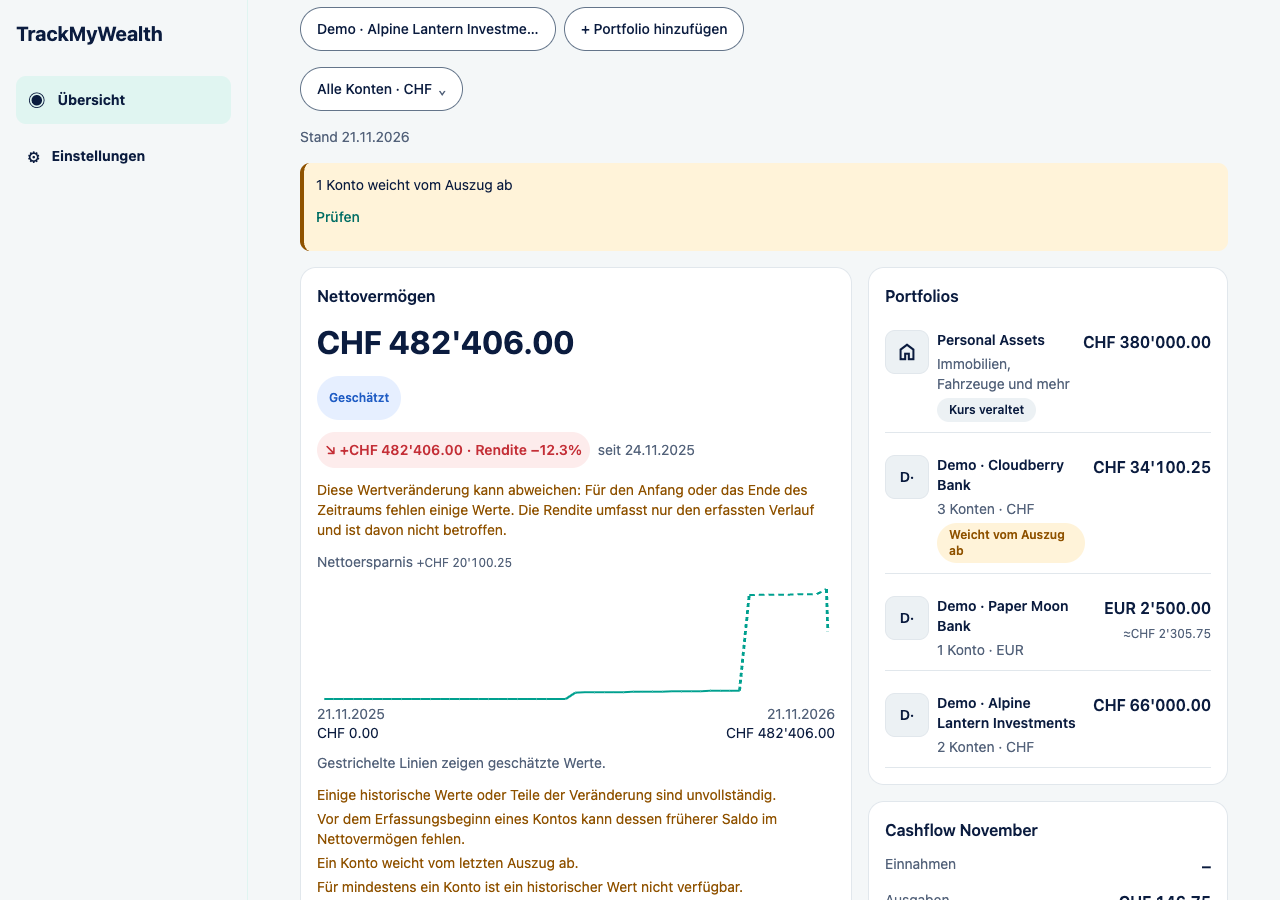 TrackMyWealth
Übersicht
Einstellungen
Demo · Alpine Lantern Investme...
+ Portfolio hinzufügen
Alle Konten · CHF
Stand 21.11.2026
1 Konto weicht vom Auszug ab
Prüfen
Nettovermögen
CHF 482'406.00
Geschätzt
↘ +CHF 482'406.00 · Rendite −12.3% seit 24.11.2025
Diese Wertveränderung kann abweichen: Für den Anfang oder das Ende des
Zeitraums fehlen einige Werte. Die Rendite umfasst nur den erfassten Verlauf
und ist davon nicht betroffen.
Nettoersparnis +CHF 20'100.25
21.11.2025 21.11.2026
CHF 0.00 CHF 482'406.00
Gestrichelte Linien zeigen geschätzte Werte.
Einige historische Werte oder Teile der Veränderung sind unvollständig.
Vor dem Erfassungsbeginn eines Kontos kann dessen früherer Saldo im
Nettovermögen fehlen.
Ein Konto weicht vom letzten Auszug ab.
Für mindestens ein Konto ist ein historischer Wert nicht verfügbar.
Portfolios
Personal Assets CHF 380'000.00
Immobilien,
Fahrzeuge und mehr
Kurs veraltet
D· Demo · Cloudberry CHF 34'100.25
Bank
3 Konten · CHF
Weicht vom Auszug
ab
D· Demo · Paper Moon EUR 2'500.00
Bank ≈CHF 2'305.75
1 Konto · EUR
D· Demo · Alpine CHF 66'000.00
Lantern Investments
2 Konten · CHF
Cashflow November
Einnahmen –
Ausgaben CHF 146.75